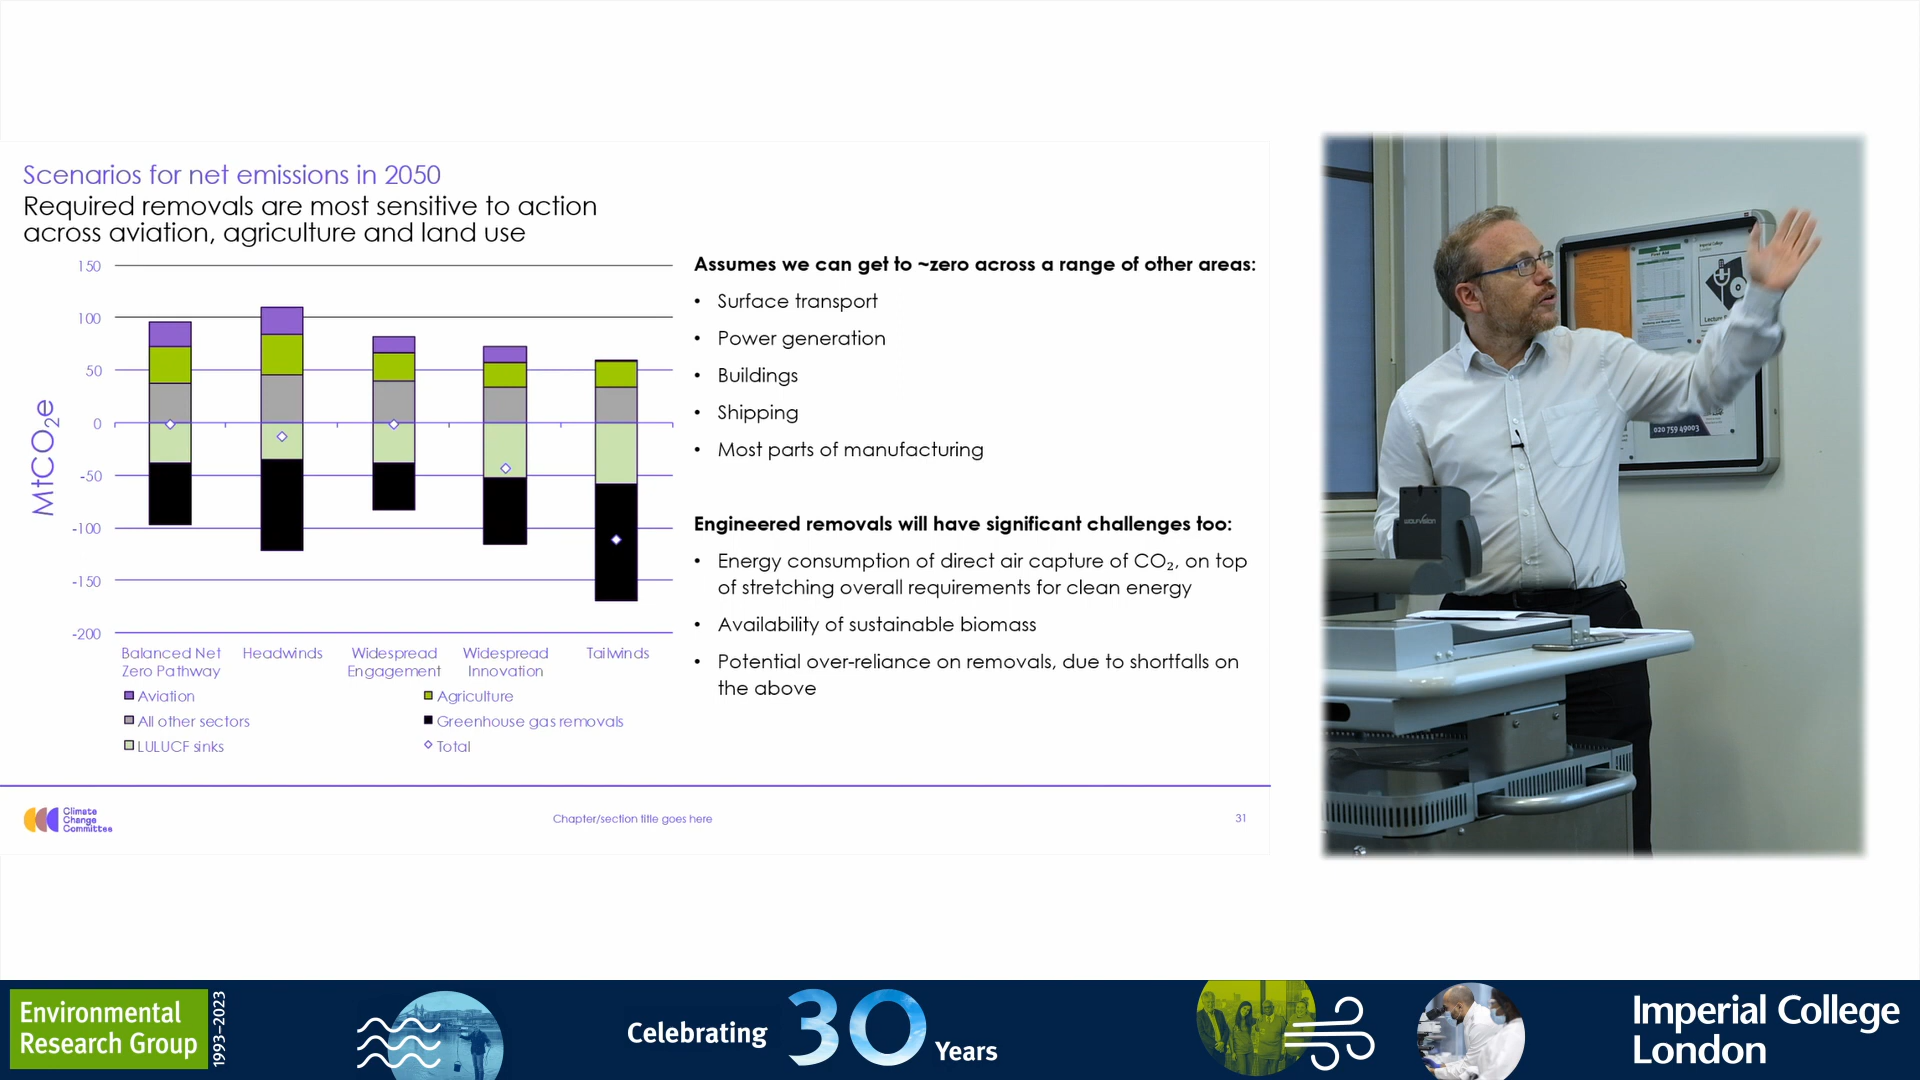 Scenarios for net emissions in 2050
Required removals are most sensitive to action
across aviation, agriculture and land use
150
100
50
0
-50
-100
-150
-200
MtCO₂e
Balanced Net
Zero Pathway
Headwinds
Widespread
Engagement
Widespread
Innovation
Tailwinds
Aviation
Agriculture
All other sectors
Greenhouse gas removals
LULUCF sinks
Total
Assumes we can get to ~zero across a range of other areas:
• Surface transport
• Power generation
• Buildings
• Shipping
• Most parts of manufacturing
Engineered removals will have significant challenges too:
• Energy consumption of direct air capture of CO₂, on top
of stretching overall requirements for clean energy
• Availability of sustainable biomass
• Potential over-reliance on removals, due to shortfalls on
the above
Climate
Change
Committee
Chapter/section title goes here
31
Imperial College
020 759 49003
wolfvision
Environmental
Research Group
1993–2023
Celebrating 30 Years
Imperial College
London